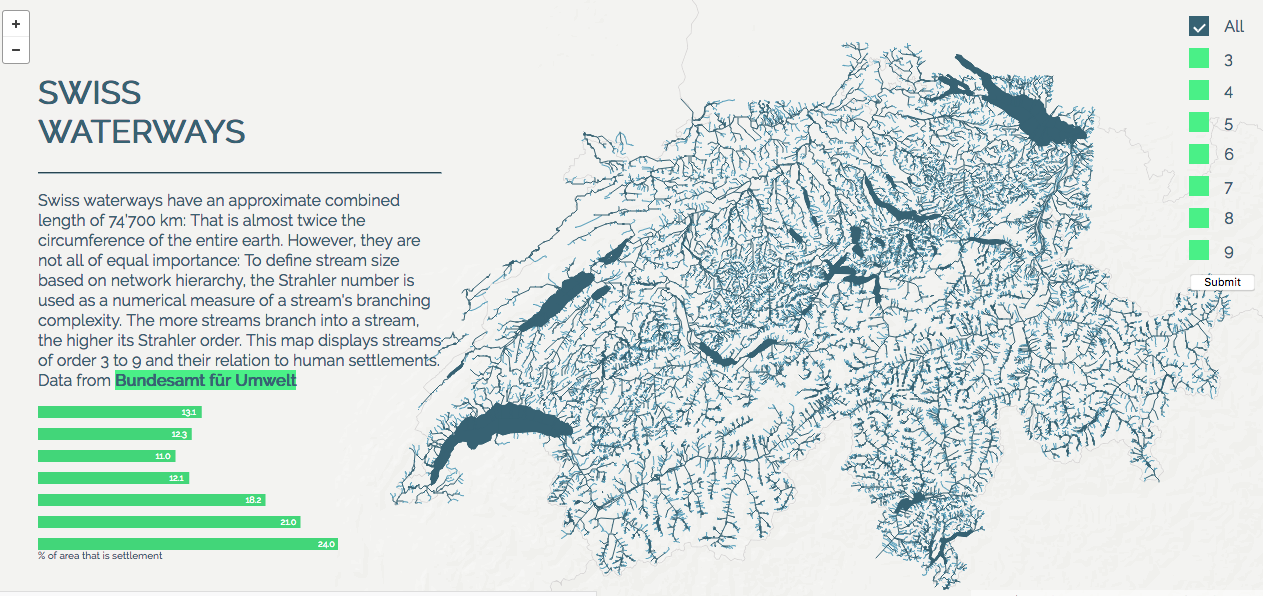 +
−
SWISS
WATERWAYS
Swiss waterways have an approximate combined
length of 74'700 km: That is almost twice the
circumference of the entire earth. However, they are
not all of equal importance: To define stream size
based on network hierarchy, the Strahler number is
used as a numerical measure of a stream's branching
complexity. The more streams branch into a stream,
the higher its Strahler order. This map displays streams
of order 3 to 9 and their relation to human settlements.
Data from Bundesamt für Umwelt
13.1
12.3
11.0
12.1
18.2
21.0
24.0
% of area that is settlement
All
3
4
5
6
7
8
9
Submit